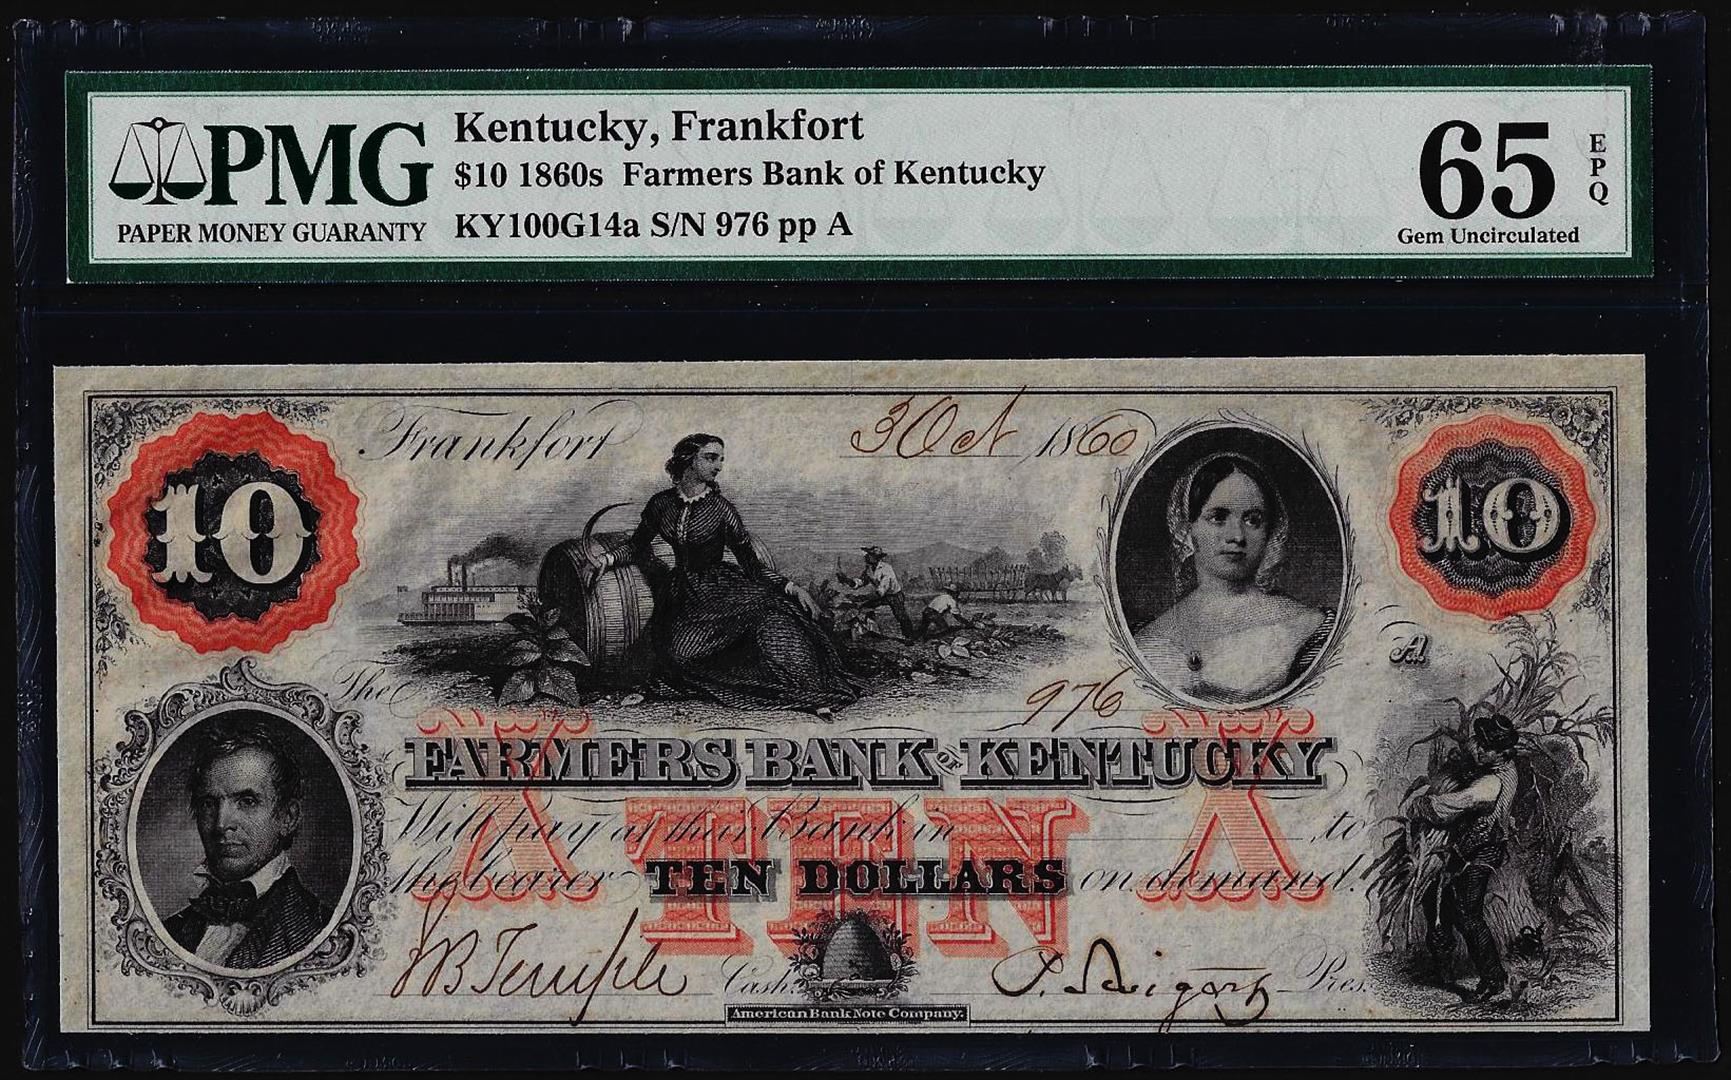 PMG
PAPER MONEY GUARANTY
Kentucky, Frankfort
$10 1860s Farmers Bank of Kentucky
KY100G14a S/N 976 pp A
65
EPQ
Gem Uncirculated
Frankfort 3 Oct 1860
10
10
A
The 976
FARMERS BANK OF KENTUCKY
X TEN X
Will pay at their Bank in , to
the bearer TEN DOLLARS on demand.
J B Temple Cash. Pres.
American Bank Note Company.